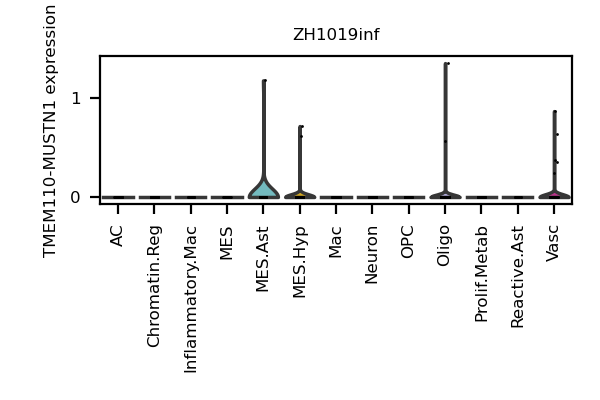 ZH1019inf
TMEM110-MUSTN1 expression
1
0
AC
Chromatin.Reg
Inflammatory.Mac
MES
MES.Ast
MES.Hyp
Mac
Neuron
OPC
Oligo
Prolif.Metab
Reactive.Ast
Vasc